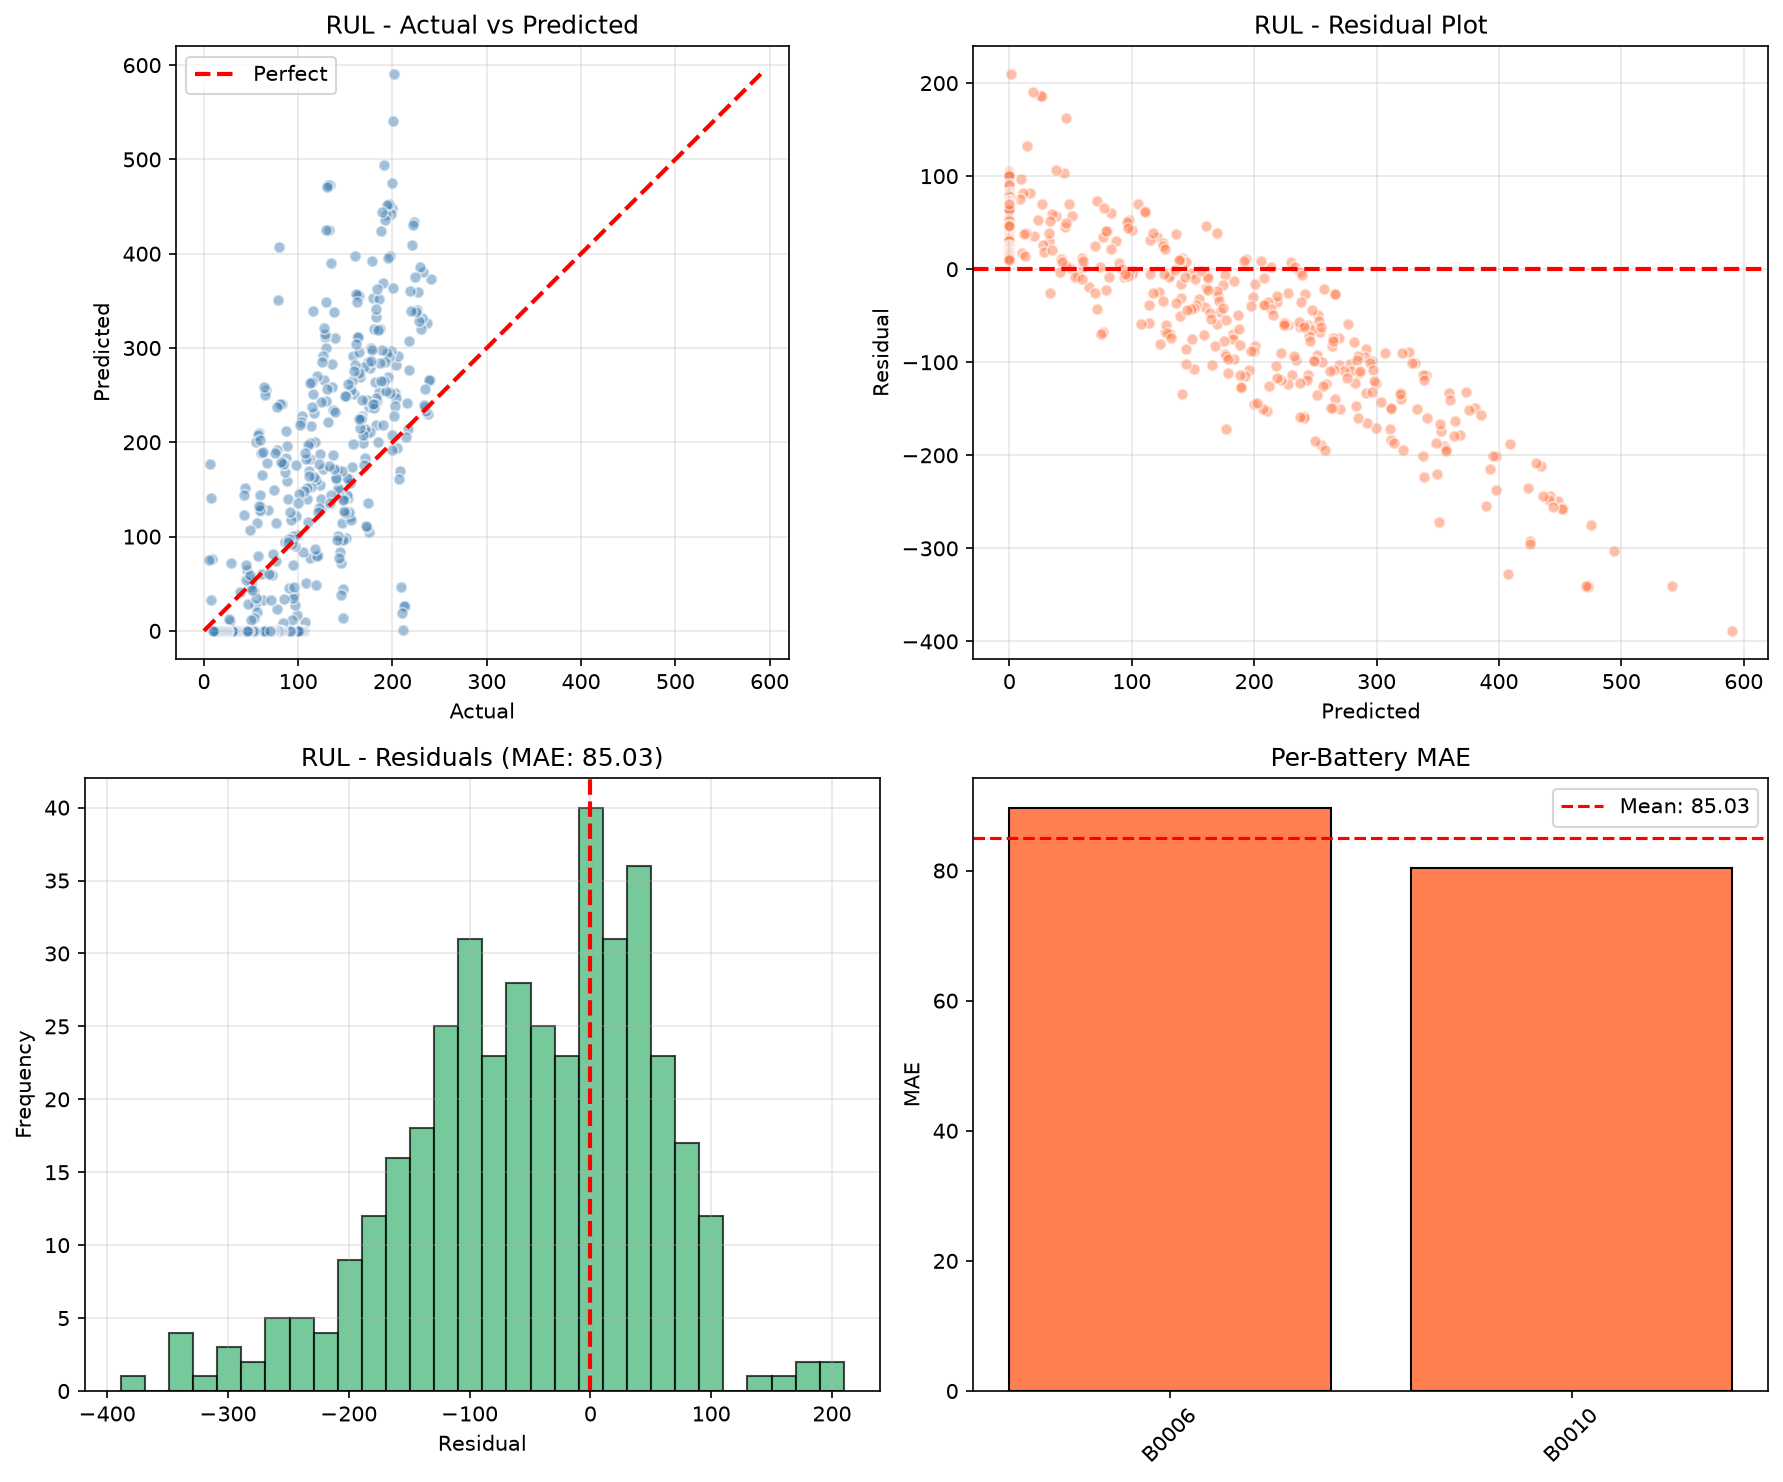 RUL - Actual vs Predicted
Perfect
600
500
400
300
200
100
0
Predicted
0 100 200 300 400 500 600
Actual
RUL - Residual Plot
200
100
0
−100
−200
−300
−400
Residual
0 100 200 300 400 500 600
Predicted
RUL - Residuals (MAE: 85.03)
40
35
30
25
20
15
10
5
0
Frequency
−400 −300 −200 −100 0 100 200
Residual
Per-Battery MAE
Mean: 85.03
80
60
40
20
0
MAE
B0006
B0010